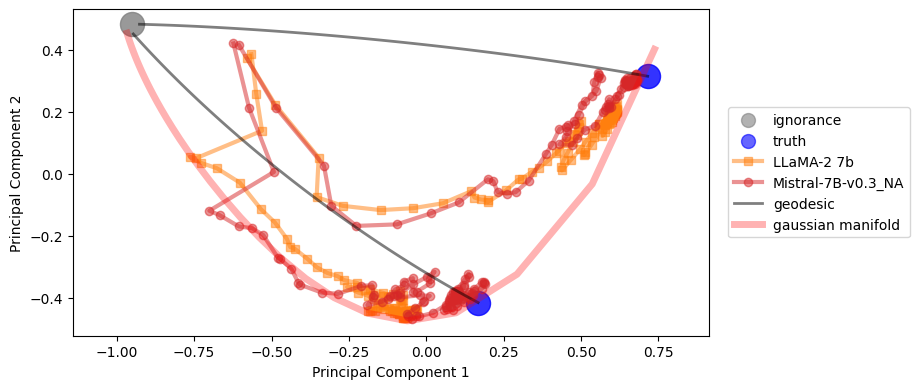 0.4
0.2
0.0
−0.2
−0.4
−1.00
−0.75
−0.50
−0.25
0.00
0.25
0.50
0.75
Principal Component 1
Principal Component 2
ignorance
truth
LLaMA-2 7b
Mistral-7B-v0.3_NA
geodesic
gaussian manifold